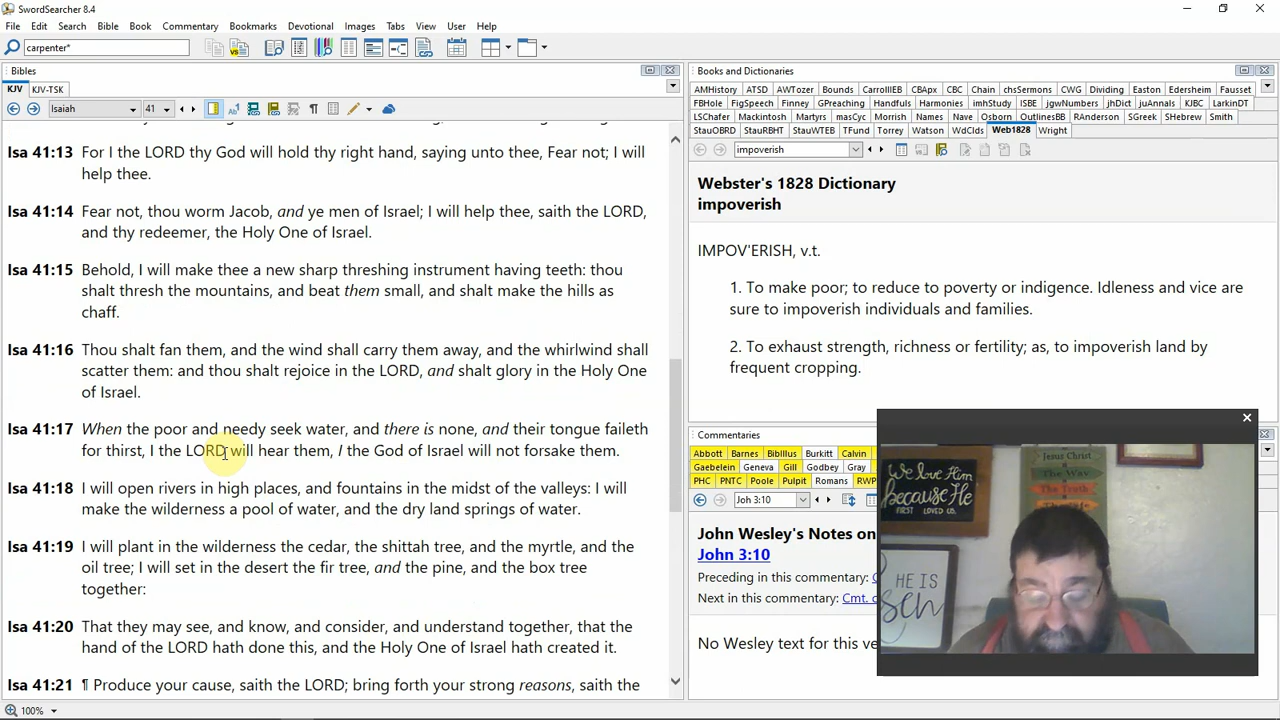 SwordSearcher 8.4
File Edit Search Bible Book Commentary Bookmarks Devotional Images Tabs View User Help
carpenter*
Bibles
KJV KJV-TSK
Isaiah 41
Isa 41:13 For I the LORD thy God will hold thy right hand, saying unto thee, Fear not; I will
help thee.
Isa 41:14 Fear not, thou worm Jacob, and ye men of Israel; I will help thee, saith the LORD,
and thy redeemer, the Holy One of Israel.
Isa 41:15 Behold, I will make thee a new sharp threshing instrument having teeth: thou
shalt thresh the mountains, and beat them small, and shalt make the hills as
chaff.
Isa 41:16 Thou shalt fan them, and the wind shall carry them away, and the whirlwind shall
scatter them: and thou shalt rejoice in the LORD, and shalt glory in the Holy One
of Israel.
Isa 41:17 When the poor and needy seek water, and there is none, and their tongue faileth
for thirst, I the LORD will hear them, I the God of Israel will not forsake them.
Isa 41:18 I will open rivers in high places, and fountains in the midst of the valleys: I will
make the wilderness a pool of water, and the dry land springs of water.
Isa 41:19 I will plant in the wilderness the cedar, the shittah tree, and the myrtle, and the
oil tree; I will set in the desert the fir tree, and the pine, and the box tree
together:
Isa 41:20 That they may see, and know, and consider, and understand together, that the
hand of the LORD hath done this, and the Holy One of Israel hath created it.
Isa 41:21 ¶ Produce your cause, saith the LORD; bring forth your strong reasons, saith the
100%
Books and Dictionaries
AMHistory ATSD AWTozer Bounds CarrollIEB CBApx CBC Chain chsSermons CWG Dividing Easton Edersheim Fausset
FBHole FigSpeech Finney GPreaching Handfuls Harmonies imhStudy ISBE jgwNumbers jhDict juAnnals KJBC LarkinDT
LSChafer Mackintosh Martyrs masCyc Morrish Names Nave Osborn OutlinesBB RAnderson SGreek SHebrew Smith
StauOBRD StauRBHT StauWTEB TFund Torrey Watson WdClds Web1828 Wright
impoverish
Webster's 1828 Dictionary
impoverish
IMPOV'ERISH, v.t.
1. To make poor; to reduce to poverty or indigence. Idleness and vice are
sure to impoverish individuals and families.
2. To exhaust strength, richness or fertility; as, to impoverish land by
frequent cropping.
Commentaries
Abbott Barnes BibIllus Burkitt Calvin
Gaebelein Geneva Gill Godbey Gray
PHC PNTC Poole Pulpit Romans RWP
Joh 3:10
John Wesley's Notes on
John 3:10
Preceding in this commentary:
Next in this commentary: Cmt.
No Wesley text for this ve
We love Him
because He
FIRST LOVED US.
Jesus Christ
The Way
The Truth
HE IS